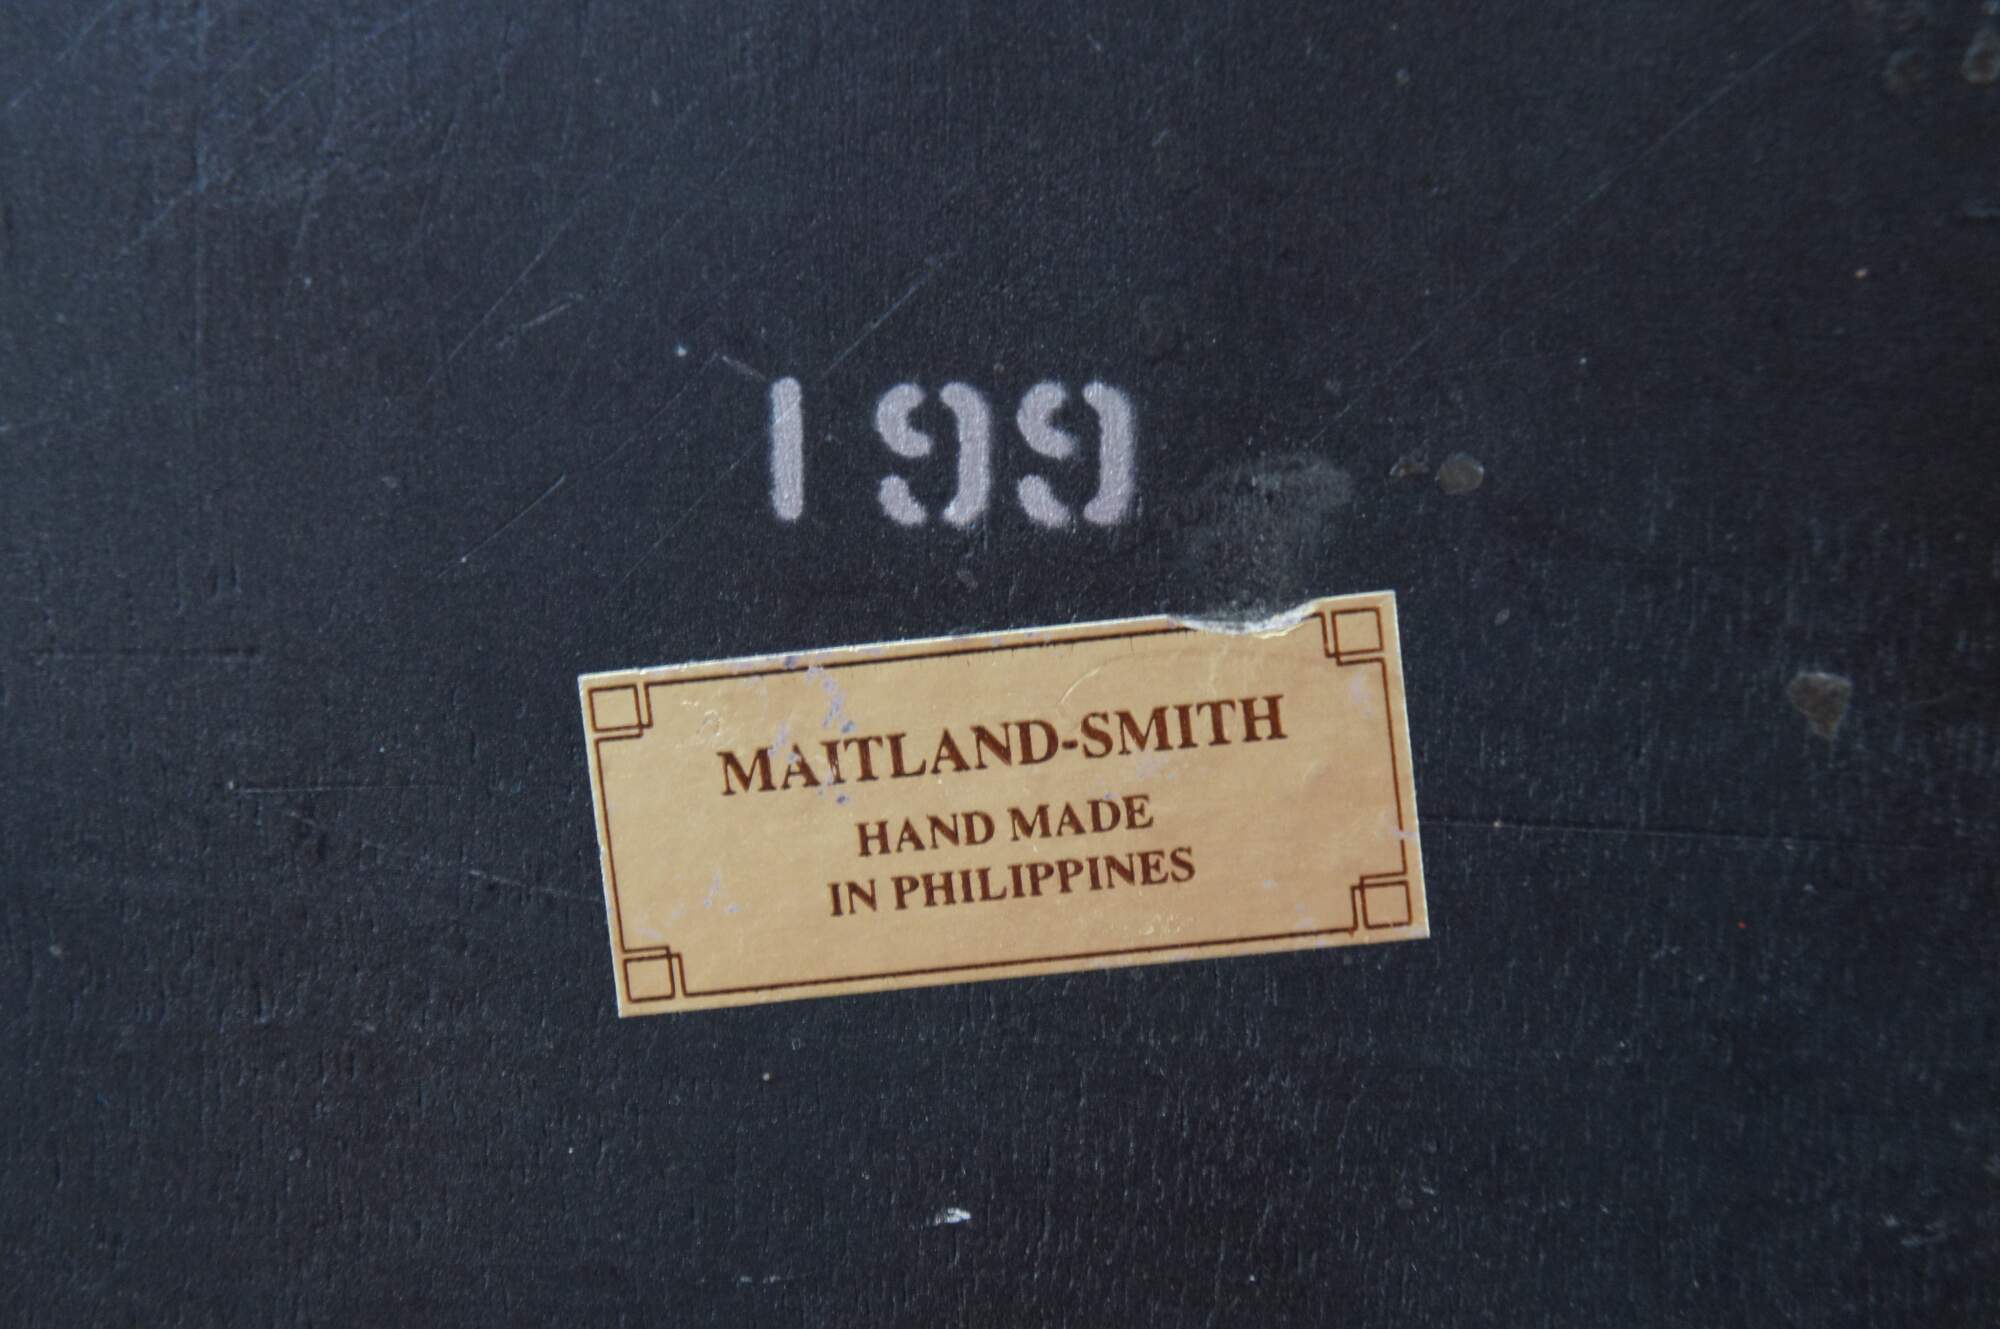 199
MAITLAND-SMITH
HAND MADE
IN PHILIPPINES